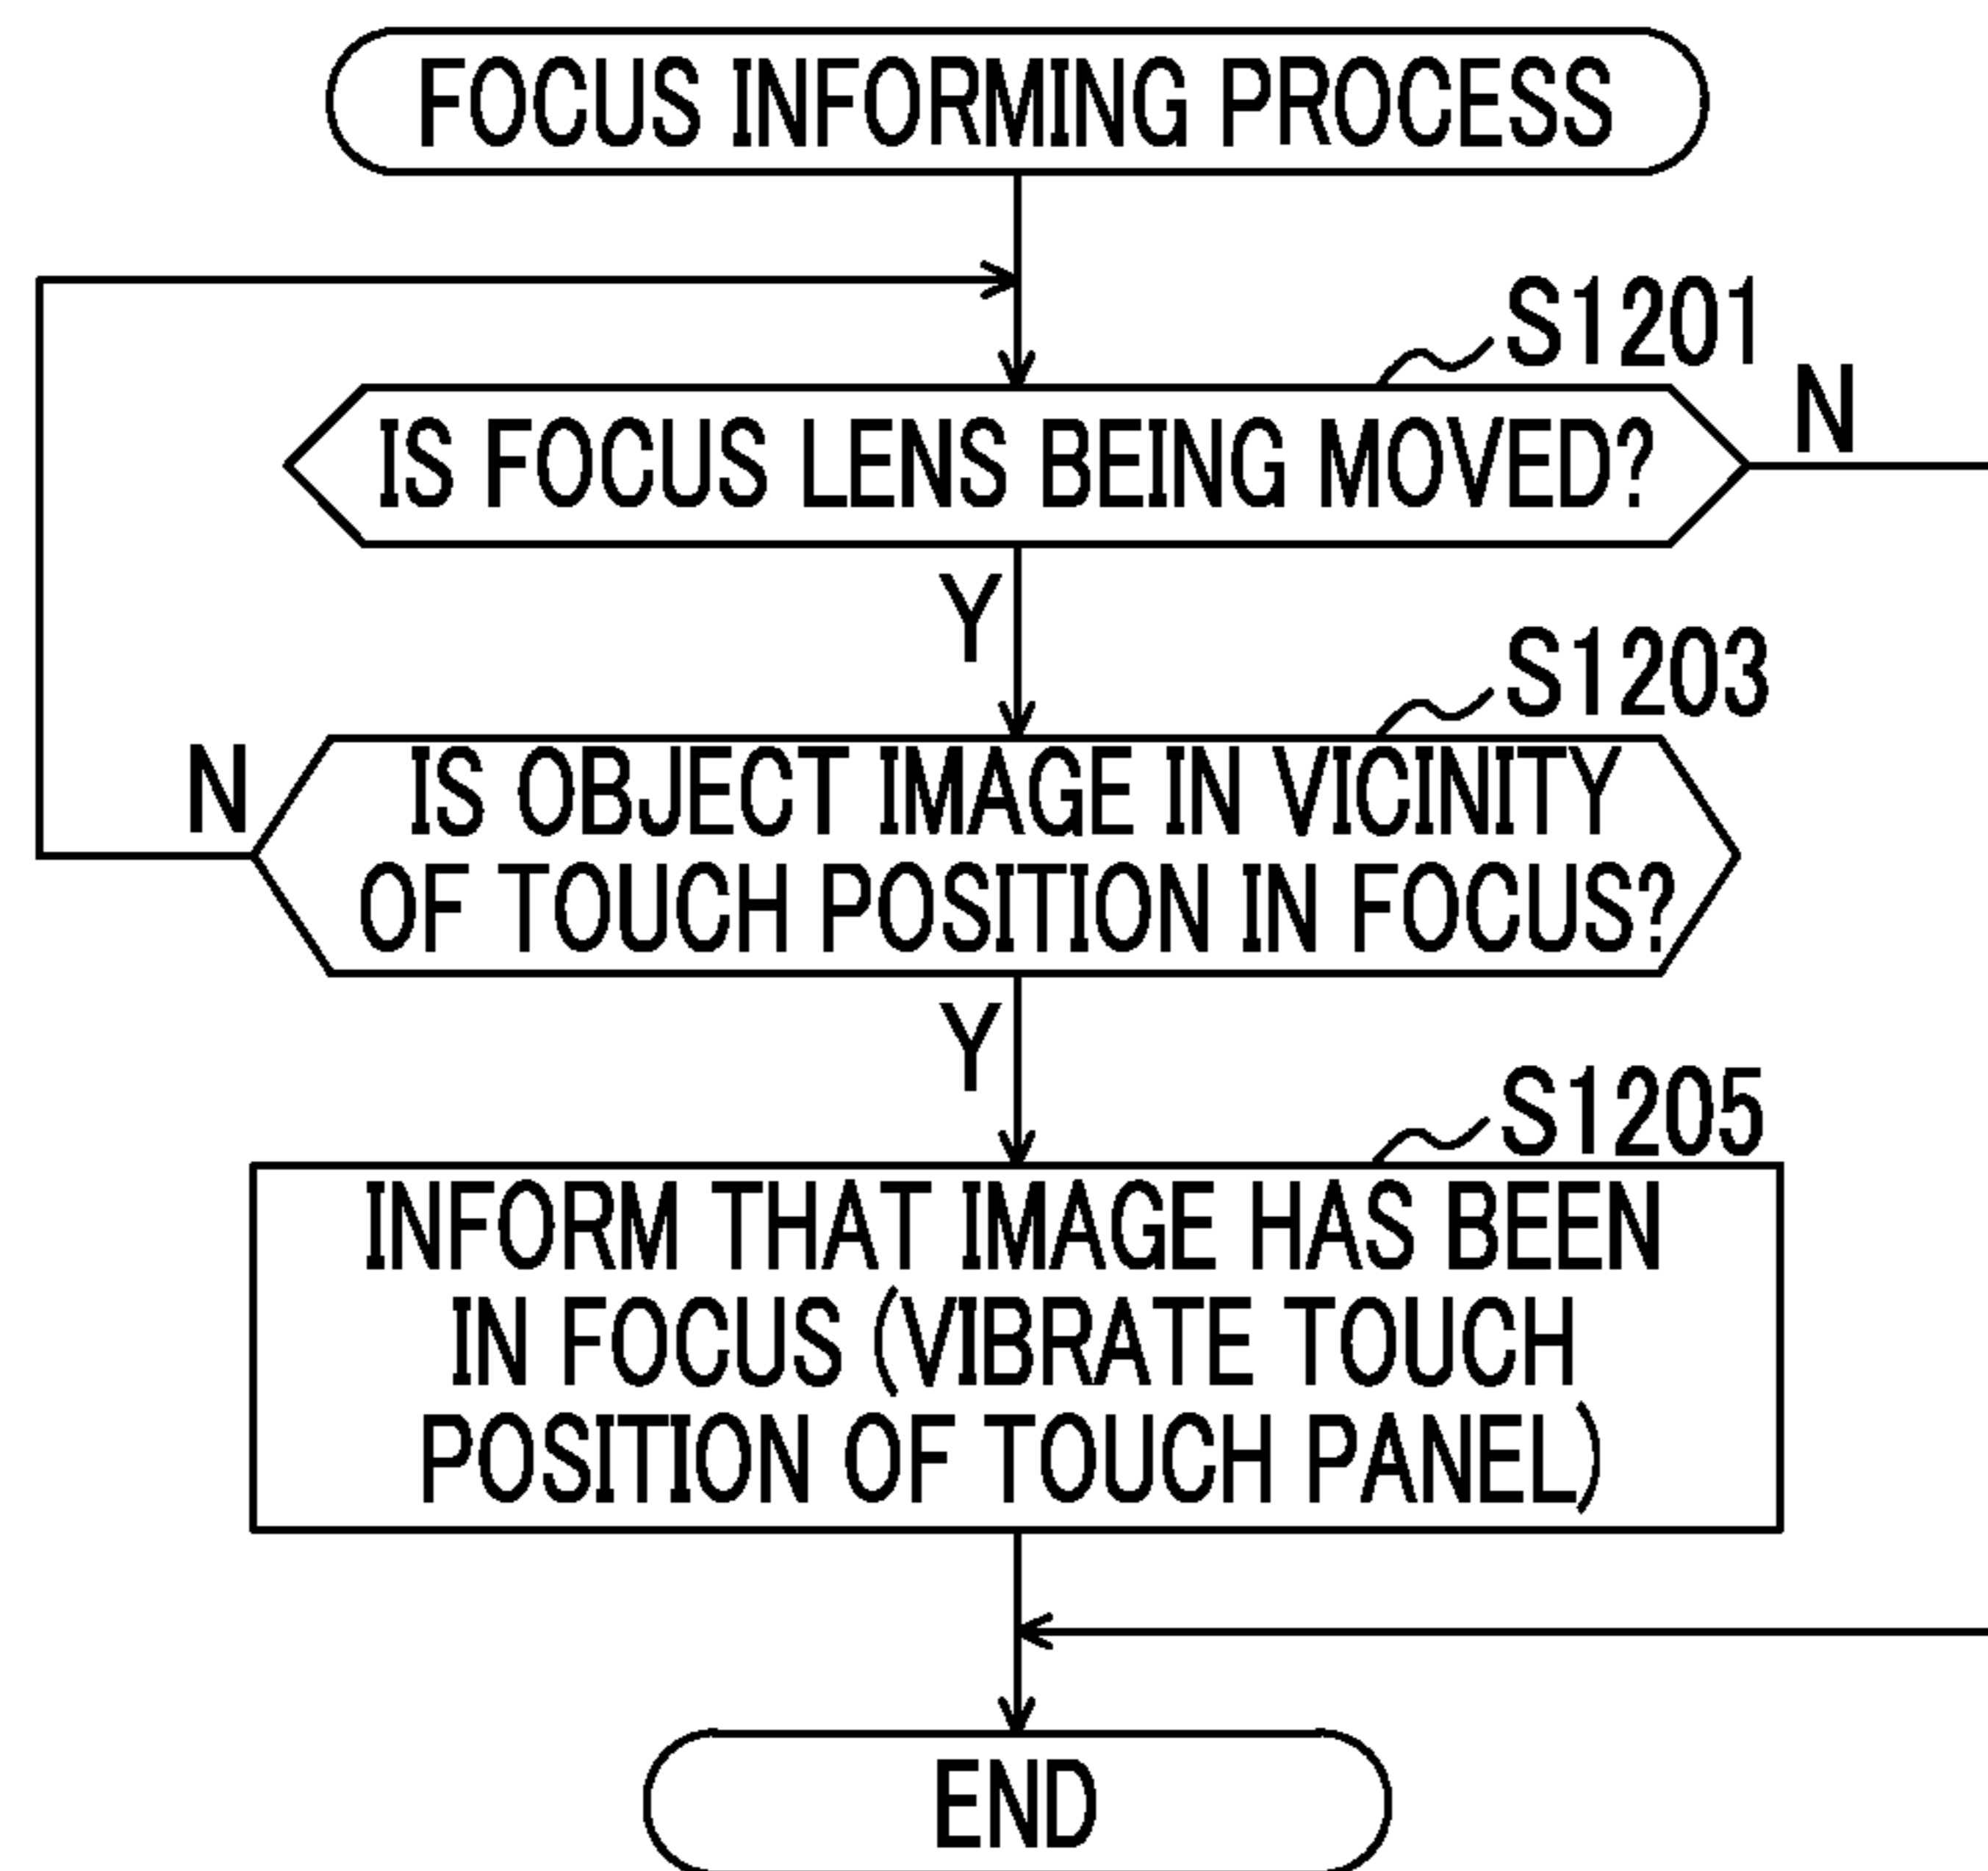 FOCUS INFORMING PROCESS
S1201
N
IS FOCUS LENS BEING MOVED?
Y
S1203
N
IS OBJECT IMAGE IN VICINITY
OF TOUCH POSITION IN FOCUS?
Y
S1205
INFORM THAT IMAGE HAS BEEN
IN FOCUS (VIBRATE TOUCH
POSITION OF TOUCH PANEL)
END